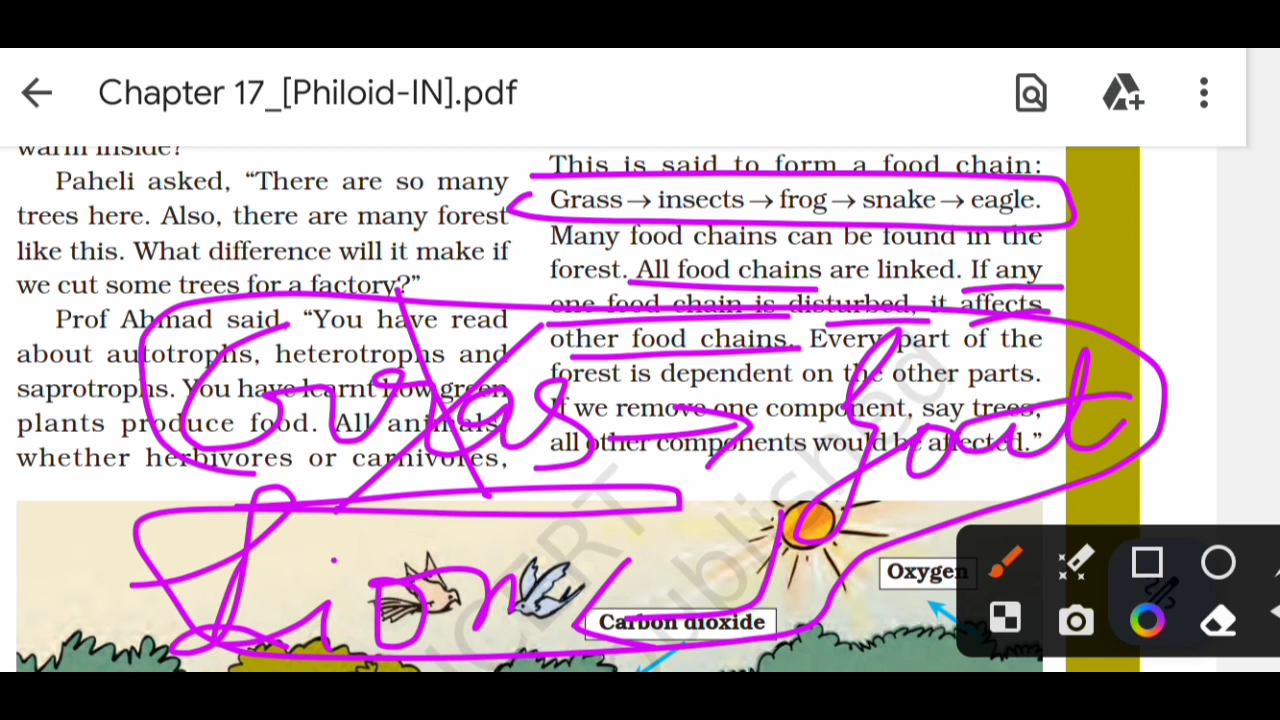 Chapter 17_[Philoid-IN].pdf
warm inside?
Paheli asked, “There are so many
trees here. Also, there are many forest
like this. What difference will it make if
we cut some trees for a factory?”
Prof Ahmad said, “You have read
about autotrophs, heterotrophs and
saprotrophs. You have learnt how green
plants produce food. All animals,
whether herbivores or carnivores,
This is said to form a food chain:
Grass → insects → frog → snake → eagle.
Many food chains can be found in the
forest. All food chains are linked. If any
one food chain is disturbed, it affects
other food chains. Every part of the
forest is dependent on the other parts.
If we remove one component, say trees,
all other components would be affected.”
→ goat
Lion
Oxygen
Carbon dioxide
NCERT
published